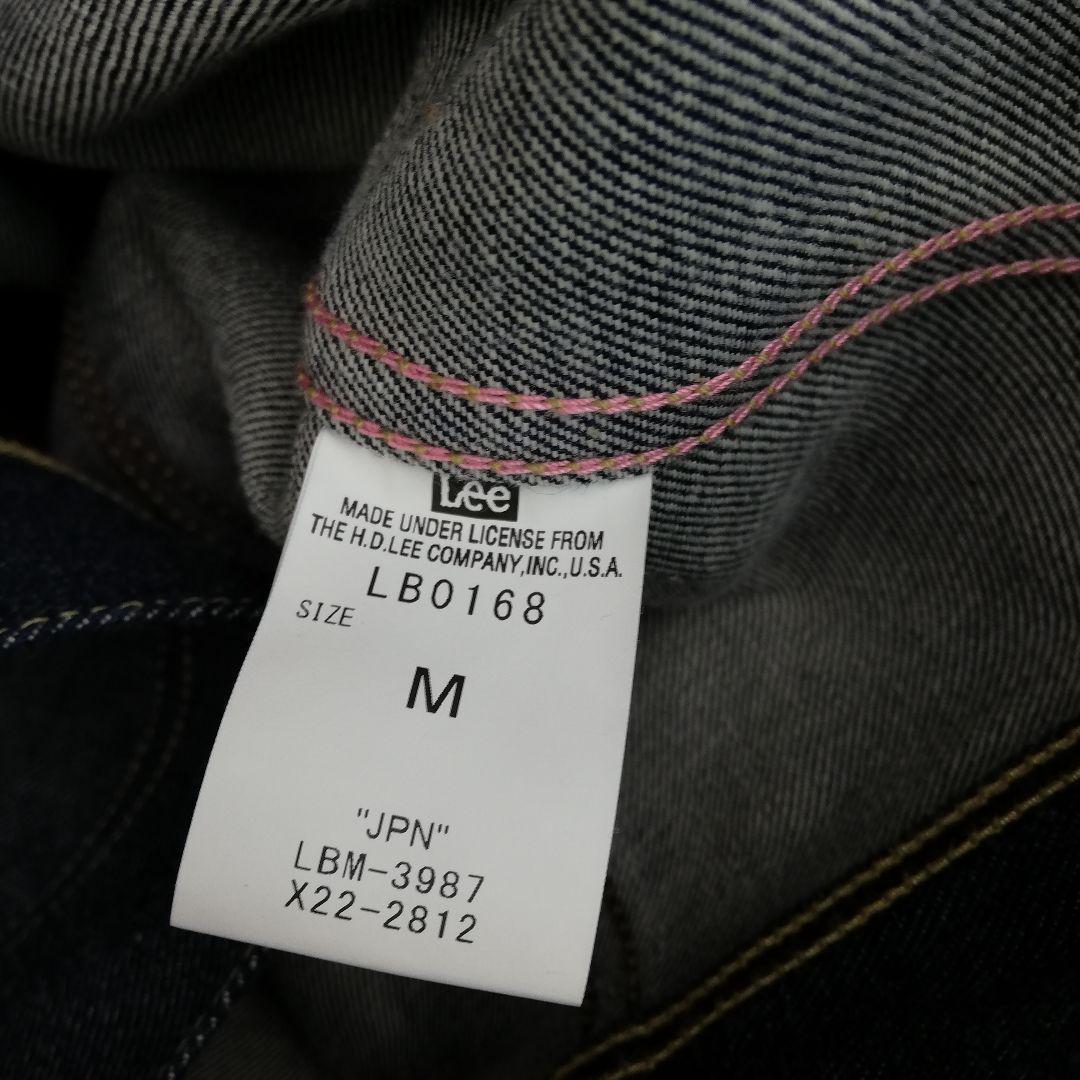 Lee
MADE UNDER LICENSE FROM
THE H.D.LEE COMPANY,INC.,U.S.A.
LB0168
SIZE
M
"JPN"
LBM-3987
X22-2812